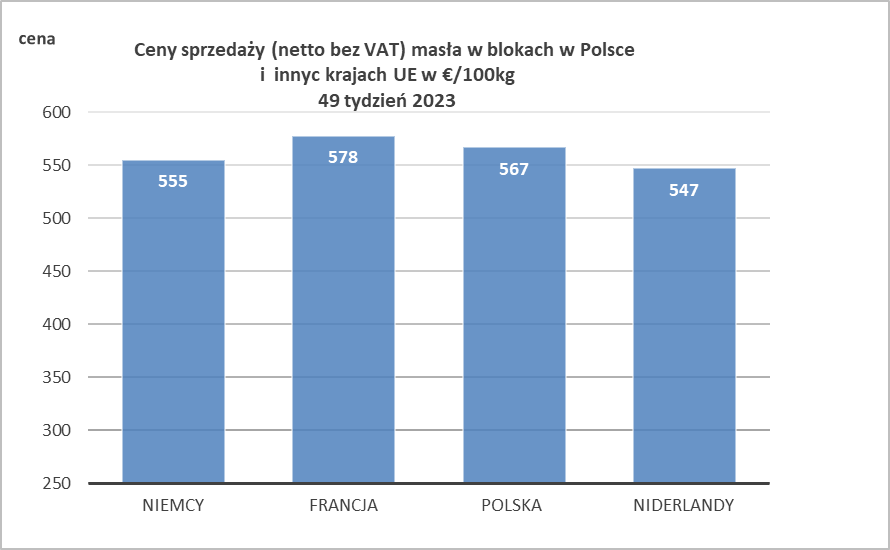 cena
Ceny sprzedaży (netto bez VAT) masła w blokach w Polsce
i innyc krajach UE w €/100kg
49 tydzień 2023
600
550
500
450
400
350
300
250
555
578
567
547
NIEMCY
FRANCJA
POLSKA
NIDERLANDY